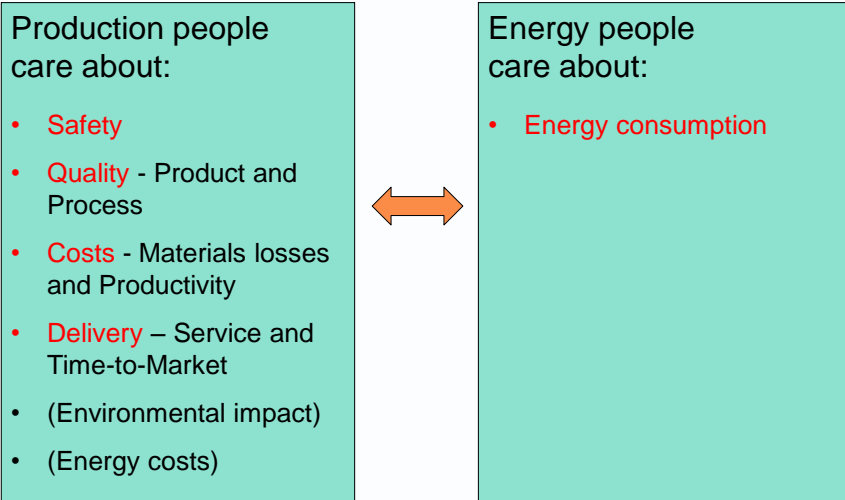 Production people
care about:
• Safety
• Quality - Product and
Process
• Costs - Materials losses
and Productivity
• Delivery – Service and
Time-to-Market
• (Environmental impact)
• (Energy costs)
Energy people
care about:
• Energy consumption